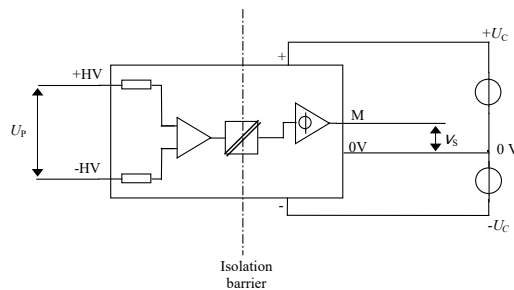 +U_C
+
+HV
M
U_P
V_S
0V
0 V
-HV
-
-U_C
Isolation
barrier